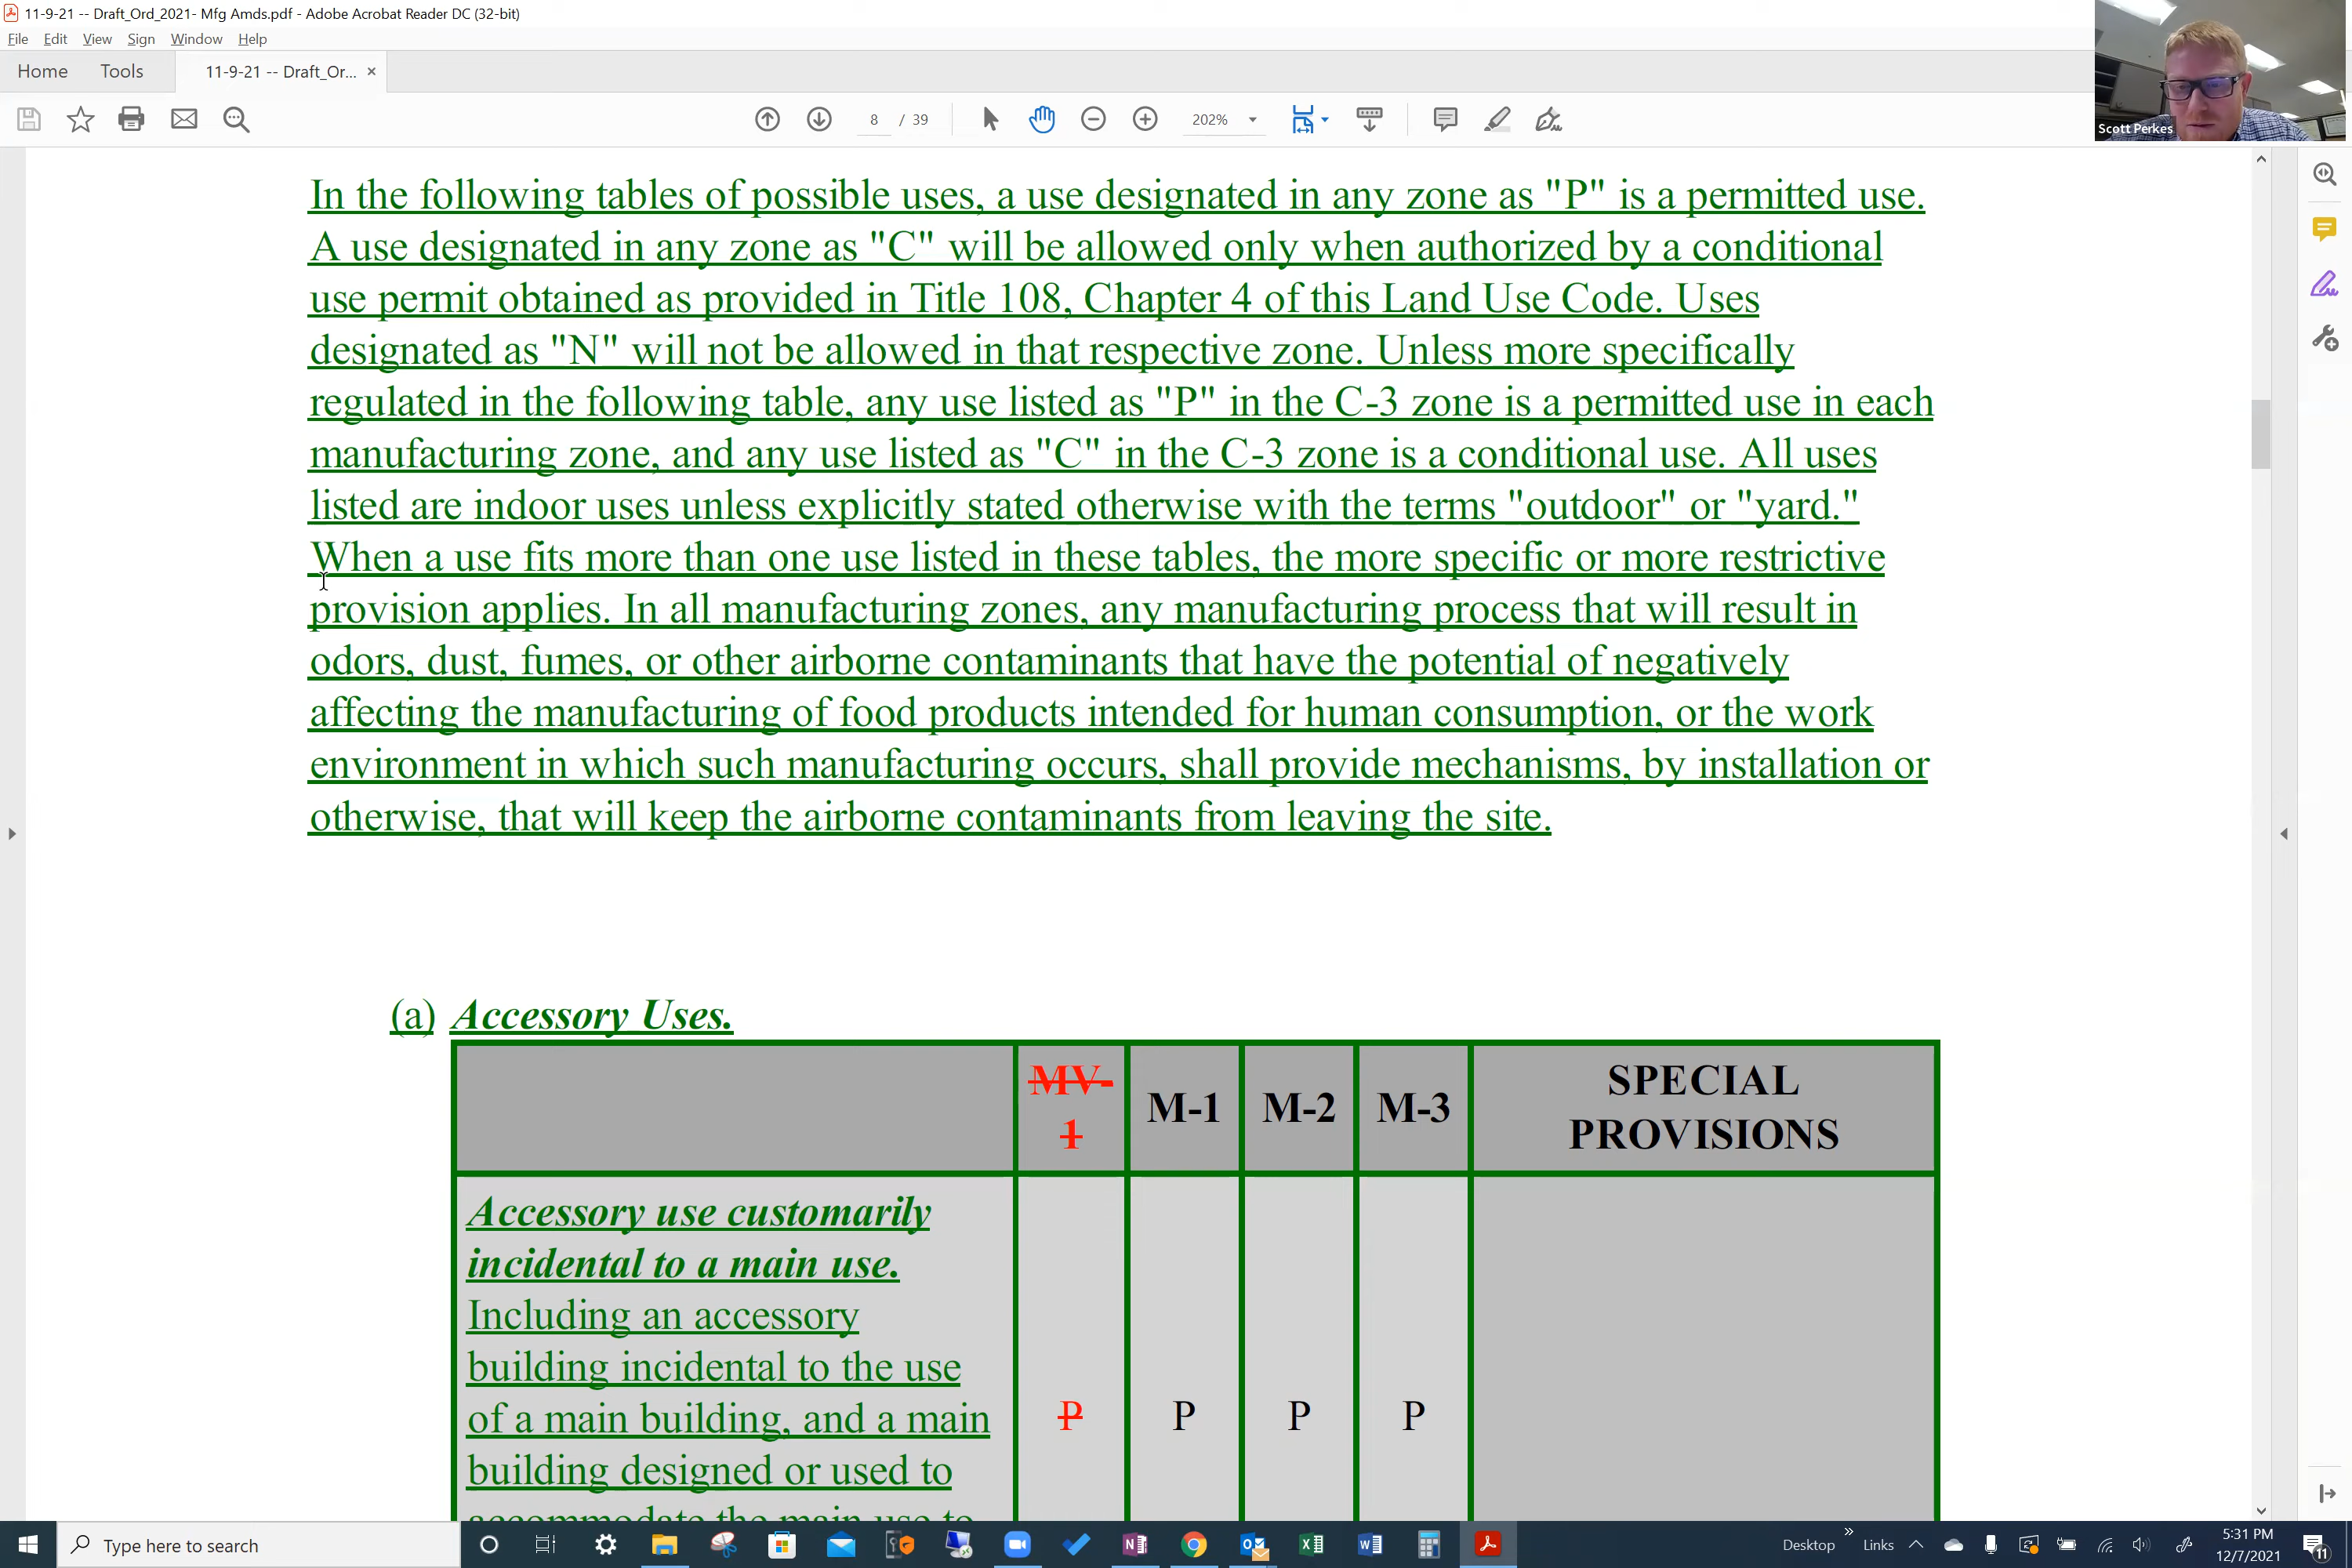 11-9-21 -- Draft_Ord_2021- Mfg Amds.pdf - Adobe Acrobat Reader DC (32-bit)
File Edit View Sign Window Help
Home Tools 11-9-21 -- Draft_Or... ×
8 / 39 202%
Scott Perkes
In the following tables of possible uses, a use designated in any zone as "P" is a permitted use.
A use designated in any zone as "C" will be allowed only when authorized by a conditional
use permit obtained as provided in Title 108, Chapter 4 of this Land Use Code. Uses
designated as "N" will not be allowed in that respective zone. Unless more specifically
regulated in the following table, any use listed as "P" in the C-3 zone is a permitted use in each
manufacturing zone, and any use listed as "C" in the C-3 zone is a conditional use. All uses
listed are indoor uses unless explicitly stated otherwise with the terms "outdoor" or "yard."
When a use fits more than one use listed in these tables, the more specific or more restrictive
provision applies. In all manufacturing zones, any manufacturing process that will result in
odors, dust, fumes, or other airborne contaminants that have the potential of negatively
affecting the manufacturing of food products intended for human consumption, or the work
environment in which such manufacturing occurs, shall provide mechanisms, by installation or
otherwise, that will keep the airborne contaminants from leaving the site.
(a) Accessory Uses.
MV-
1
M-1 M-2 M-3
SPECIAL
PROVISIONS
Accessory use customarily
incidental to a main use.
Including an accessory
building incidental to the use
of a main building, and a main
building designed or used to
accommodate the main use to
P P P P
Type here to search
Desktop » Links
5:31 PM
12/7/2021
11